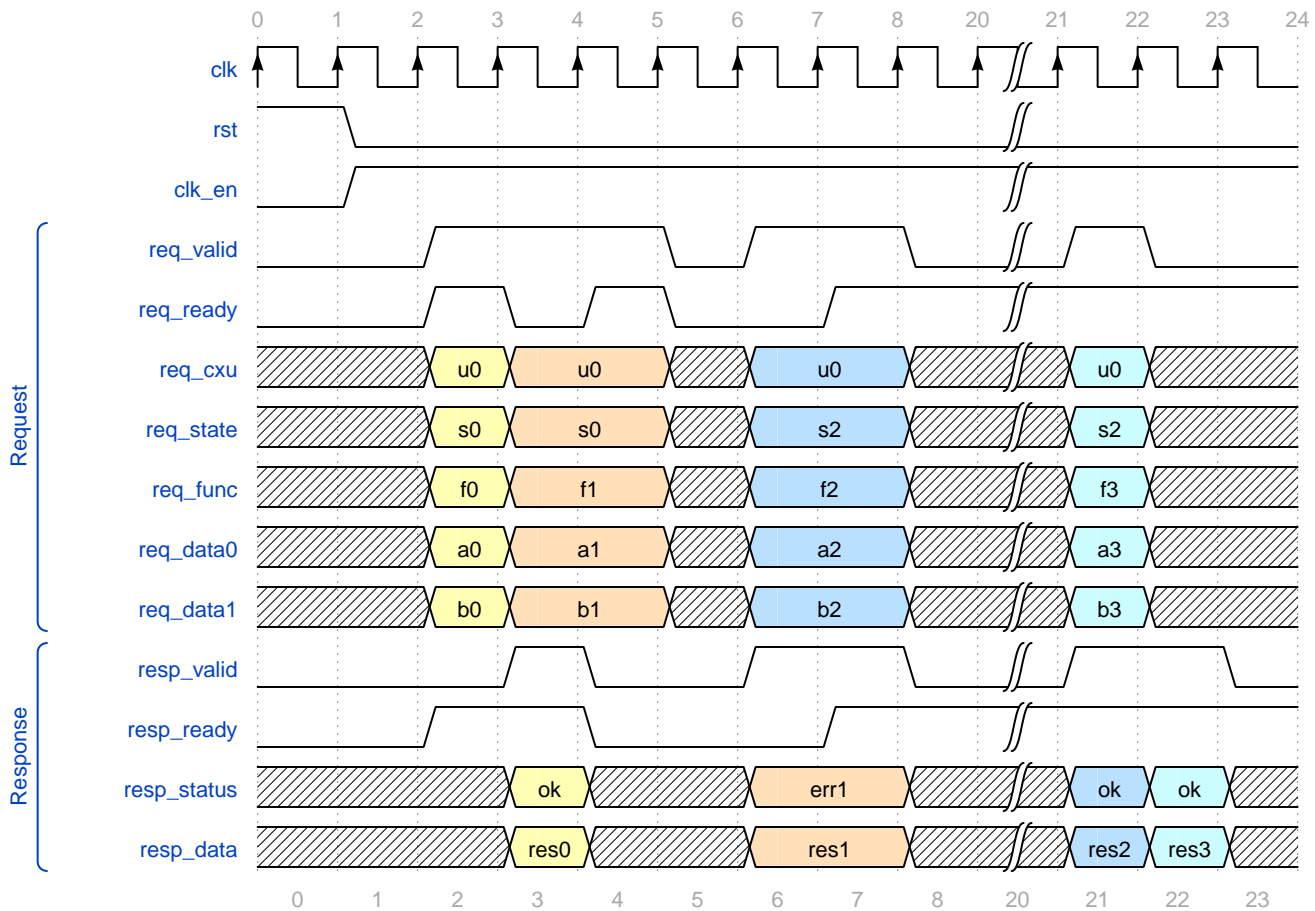 0 1 2 3 4 5 6 7 8 20 21 22 23 24
clk
rst
clk_en
Request
req_valid
req_ready
req_cxu u0 u0 u0 u0
req_state s0 s0 s2 s2
req_func f0 f1 f2 f3
req_data0 a0 a1 a2 a3
req_data1 b0 b1 b2 b3
Response
resp_valid
resp_ready
resp_status ok err1 ok ok
resp_data res0 res1 res2 res3
0 1 2 3 4 5 6 7 8 20 21 22 23